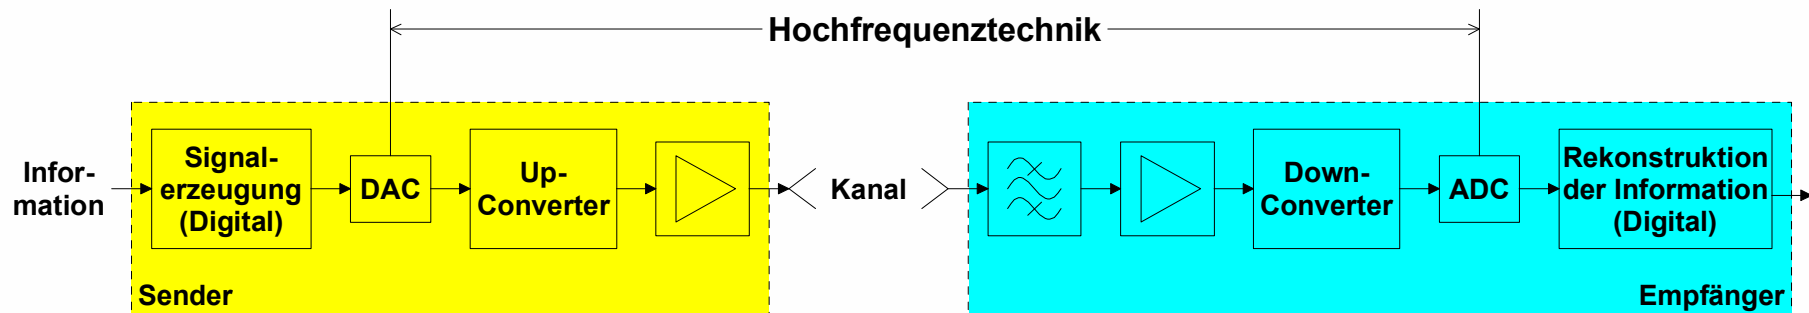 Hochfrequenztechnik
Infor-
mation
Signal-
erzeugung
(Digital)
DAC
Up-
Converter
Kanal
Down-
Converter
ADC
Rekonstruktion
der Information
(Digital)
Sender
Empfänger